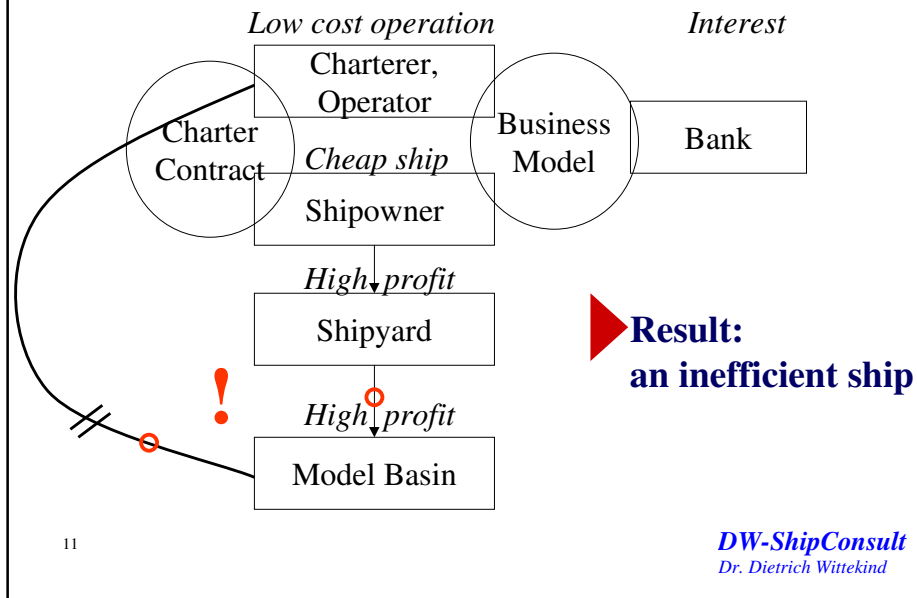 Low cost operation
Interest
Charterer,
Operator
Charter
Contract
Business
Model
Bank
Cheap ship
Shipowner
High profit
Shipyard
Result:
an inefficient ship
!
High profit
Model Basin
11
DW-ShipConsult
Dr. Dietrich Wittekind